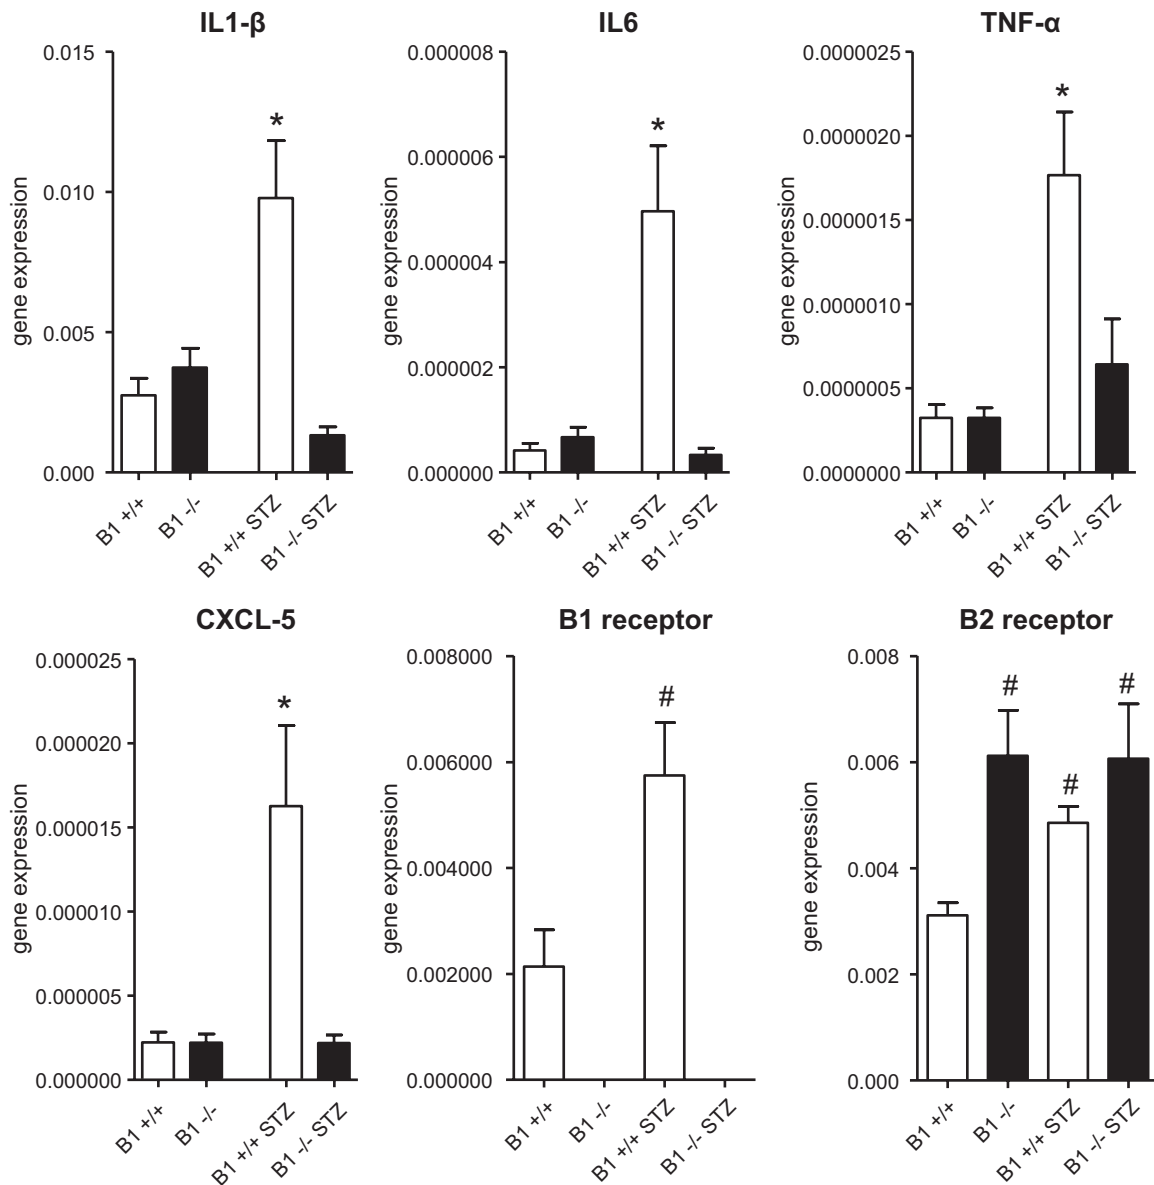 IL1-β
IL6
TNF-α
0.015
0.010
0.005
0.000
gene expression
*
B1 +/+
B1 -/-
B1 +/+ STZ
B1 -/- STZ
0.000008
0.000006
0.000004
0.000002
0.000000
gene expression
*
B1 +/+
B1 -/-
B1 +/+ STZ
B1 -/- STZ
0.0000025
0.0000020
0.0000015
0.0000010
0.0000005
0.0000000
gene expression
*
B1 +/+
B1 -/-
B1 +/+ STZ
B1 -/- STZ
CXCL-5
B1 receptor
B2 receptor
0.000025
0.000020
0.000015
0.000010
0.000005
0.000000
gene expression
*
B1 +/+
B1 -/-
B1 +/+ STZ
B1 -/- STZ
0.008000
0.006000
0.004000
0.002000
0.000000
gene expression
#
B1 +/+
B1 -/-
B1 +/+ STZ
B1 -/- STZ
0.008
0.006
0.004
0.002
0.000
gene expression
#
#
#
B1 +/+
B1 -/-
B1 +/+ STZ
B1 -/- STZ